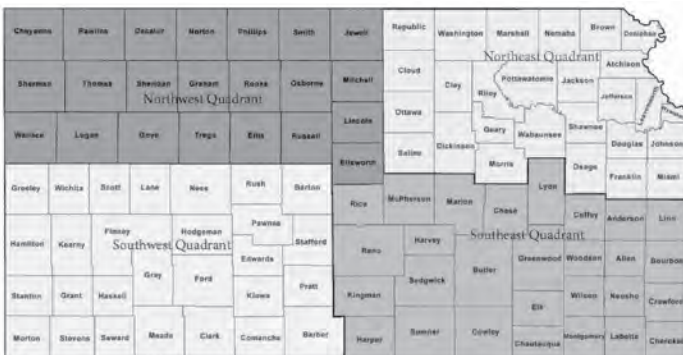 Cheyenne Rawlins Decatur Norton Phillips Smith Jewell Republic Washington Marshall Nemaha Brown Doniphan
Northeast Quadrant
Atchison
Sherman Thomas Sheridan Graham Rooks Osborne Mitchell Cloud Clay Riley Pottawatomie Jackson Jefferson Leavenworth
Northwest Quadrant
Lincoln Ottawa Geary Wabaunsee Shawnee Douglas Johnson
Wallace Logan Gove Trego Ellis Russell Ellsworth Saline Dickinson Morris Osage Franklin Miami
Greeley Wichita Scott Lane Ness Rush Barton Rice McPherson Marion Chase Lyon Coffey Anderson Linn
Pawnee
Hamilton Kearny Finney Hodgeman Stafford Reno Harvey
Southwest Quadrant
Southeast Quadrant
Edwards
Gray Ford Sedgwick Butler Greenwood Woodson Allen Bourbon
Stanton Grant Haskell Kiowa Pratt Kingman Elk Wilson Neosho Crawford
Morton Stevens Seward Meade Clark Comanche Barber Harper Sumner Cowley Chautauqua Montgomery Labette Cherokee